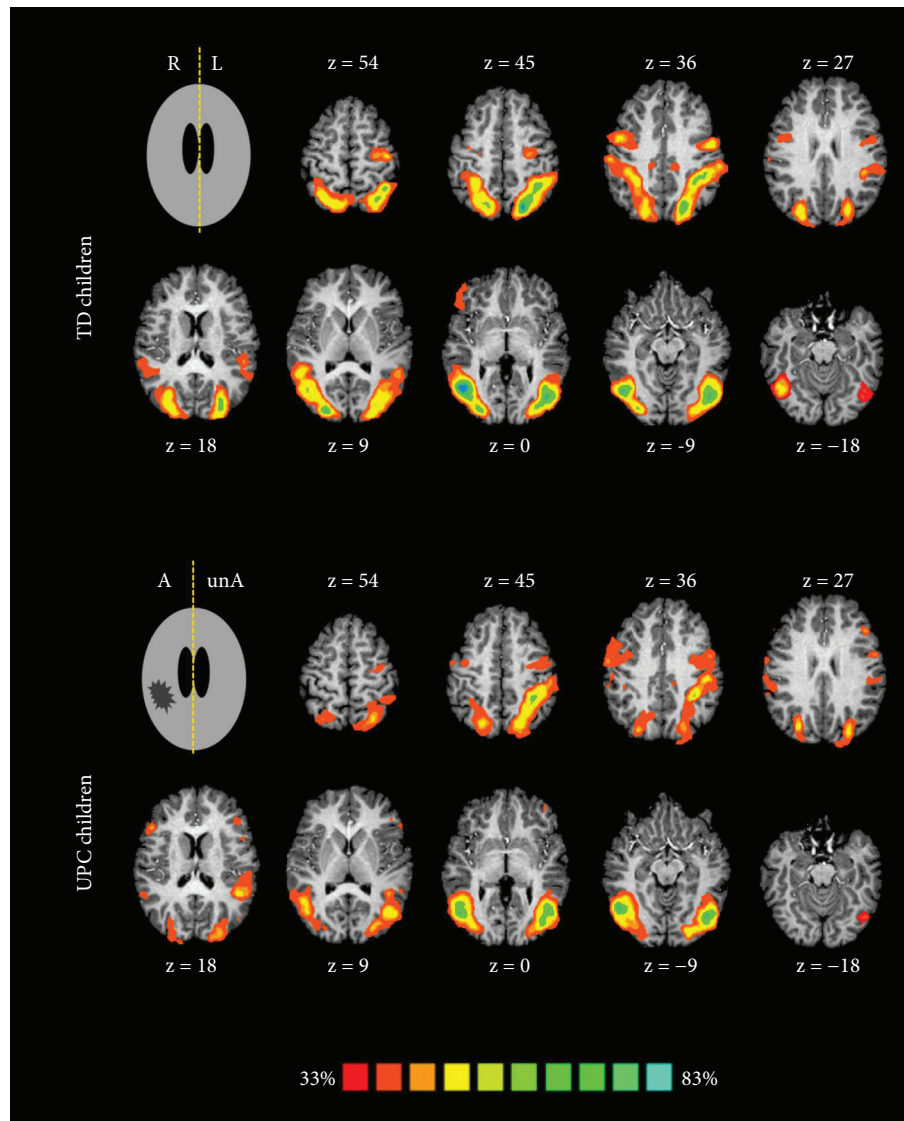 R L z = 54 z = 45 z = 36 z = 27
TD children
z = 18 z = 9 z = 0 z = -9 z = −18
A unA z = 54 z = 45 z = 36 z = 27
UPC children
z = 18 z = 9 z = 0 z = −9 z = −18
33% 83%